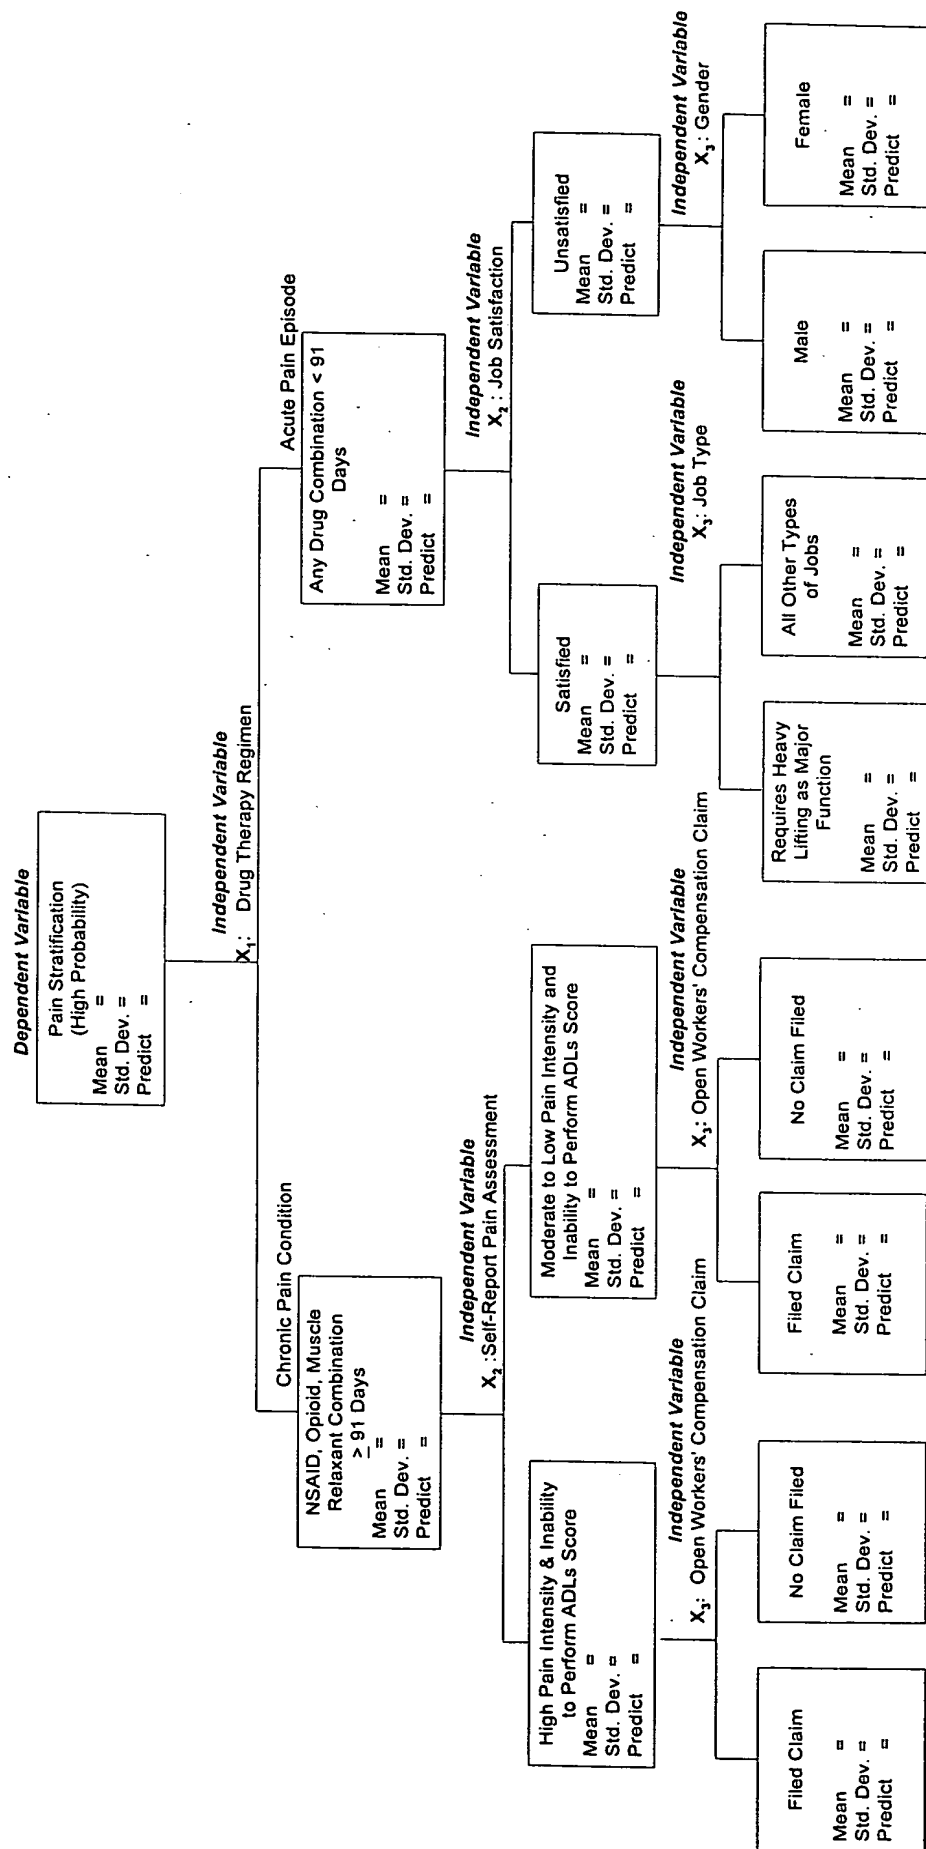 Dependent Variable
Pain Stratification
(High Probability)
Mean =
Std. Dev. =
Predict =
Independent Variable
X1: Drug Therapy Regimen
Chronic Pain Condition
NSAID, Opioid, Muscle
Relaxant Combination
≥ 91 Days
Mean =
Std. Dev. =
Predict =
Acute Pain Episode
Any Drug Combination < 91
Days
Mean =
Std. Dev. =
Predict =
Independent Variable
X2 :Self-Report Pain Assessment
Independent Variable
X2 : Job Satisfaction
High Pain Intensity & Inability
to Perform ADLs Score
Mean =
Std. Dev. =
Predict =
Moderate to Low Pain Intensity and
Inability to Perform ADLs Score
Mean =
Std. Dev. =
Predict =
Satisfied
Mean =
Std. Dev. =
Predict =
Unsatisfied
Mean =
Std. Dev. =
Predict =
Independent Variable
X3: Open Workers' Compensation Claim
Independent Variable
X3: Open Workers' Compensation Claim
Independent Variable
X3: Job Type
Independent Variable
X3: Gender
Filed Claim
Mean =
Std. Dev. =
Predict =
No Claim Filed
Mean =
Std. Dev. =
Predict =
Filed Claim
Mean =
Std. Dev. =
Predict =
No Claim Filed
Mean =
Std. Dev. =
Predict =
Requires Heavy
Lifting as Major
Function
Mean =
Std. Dev. =
Predict =
All Other Types
of Jobs
Mean =
Std. Dev. =
Predict =
Male
Mean =
Std. Dev. =
Predict =
Female
Mean =
Std. Dev. =
Predict =